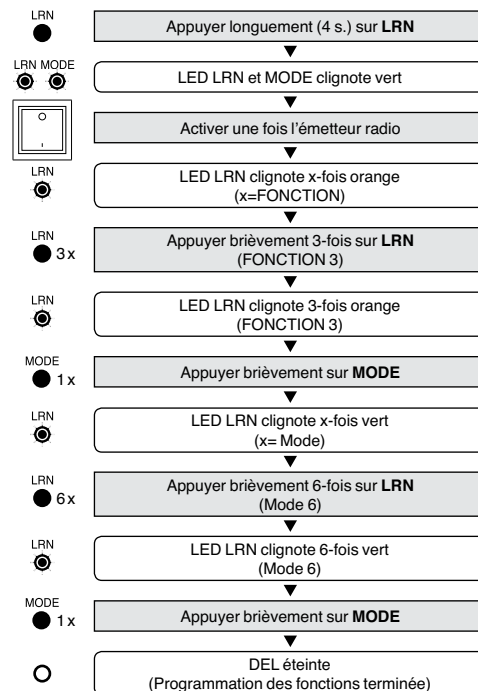 LRN
Appuyer longuement (4 s.) sur LRN
LRN MODE
LED LRN et MODE clignote vert
Activer une fois l'émetteur radio
LRN
LED LRN clignote x-fois orange
(x=FONCTION)
LRN
3 x
Appuyer brièvement 3-fois sur LRN
(FONCTION 3)
LRN
LED LRN clignote 3-fois orange
(FONCTION 3)
MODE
1 x
Appuyer brièvement sur MODE
LRN
LED LRN clignote x-fois vert
(x= Mode)
LRN
6 x
Appuyer brièvement 6-fois sur LRN
(Mode 6)
LRN
LED LRN clignote 6-fois vert
(Mode 6)
MODE
1 x
Appuyer brièvement sur MODE
DEL éteinte
(Programmation des fonctions terminée)